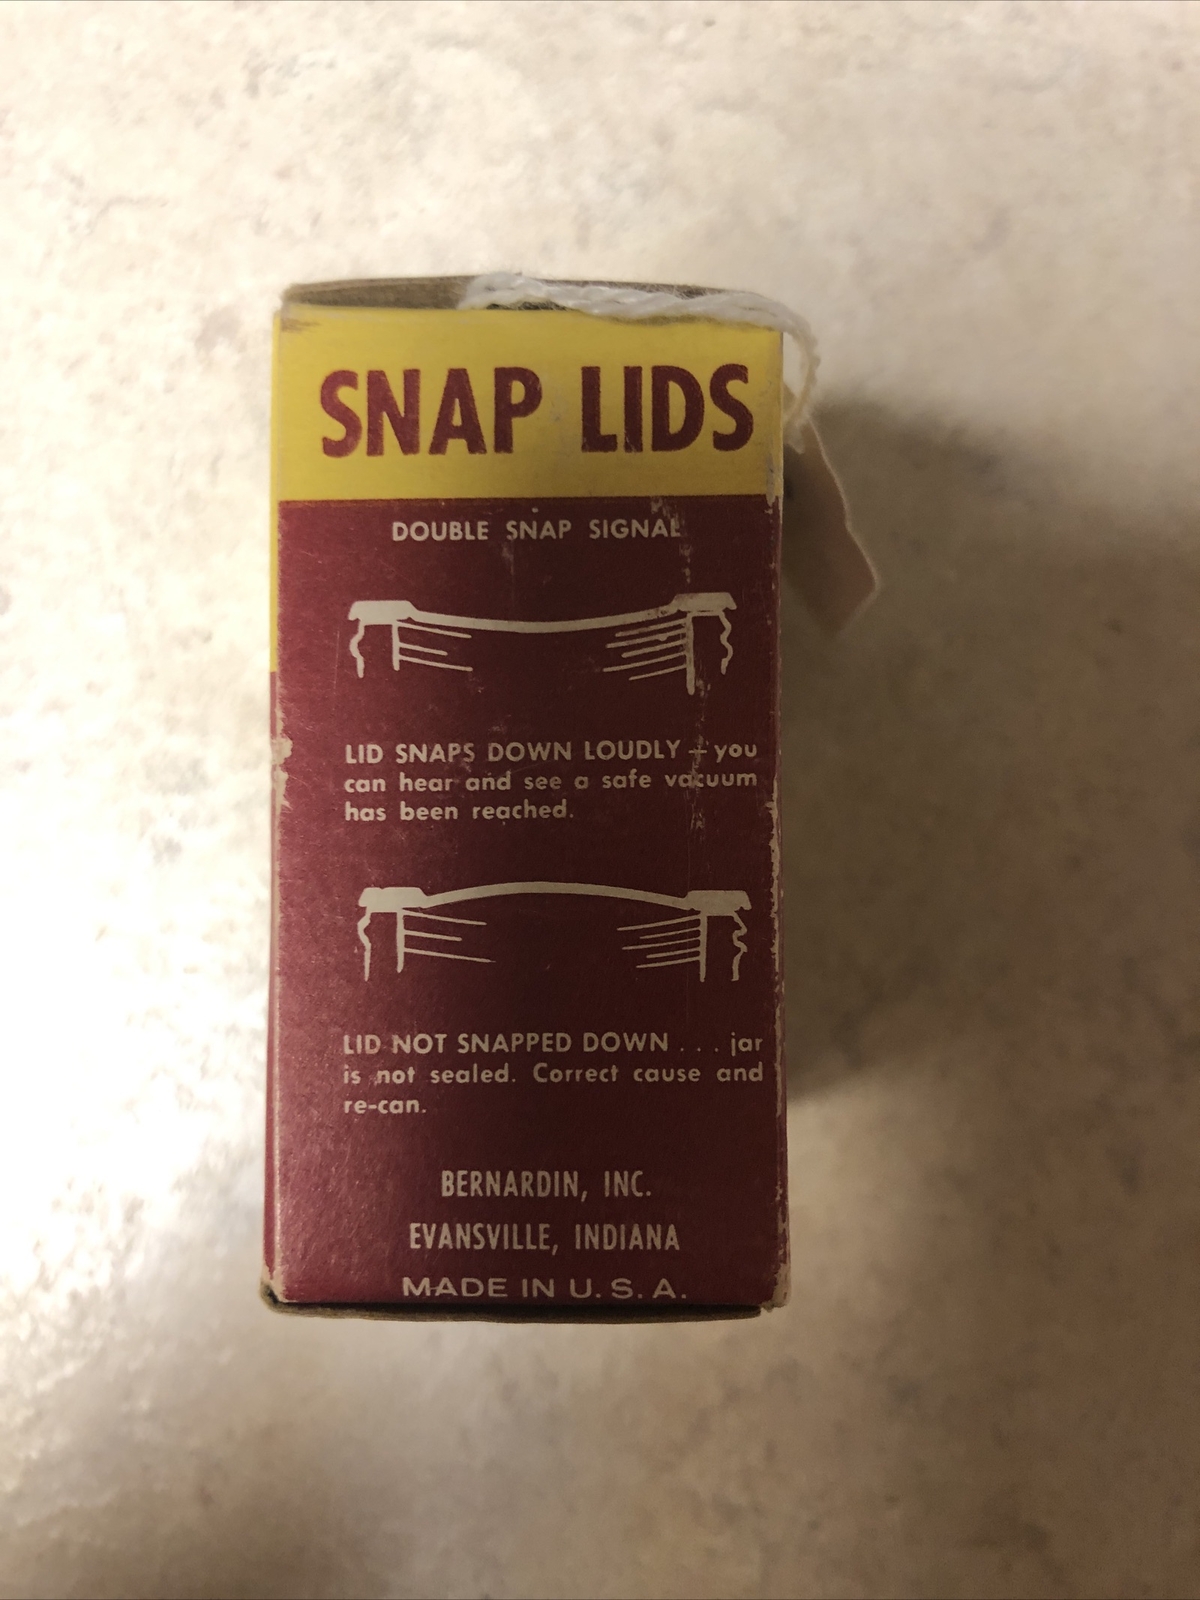 SNAP LIDS
DOUBLE SNAP SIGNAL
LID SNAPS DOWN LOUDLY — you
can hear and see a safe vacuum
has been reached.
LID NOT SNAPPED DOWN . . . jar
is not sealed. Correct cause and
re-can.
BERNARDIN, INC.
EVANSVILLE, INDIANA
MADE IN U. S. A.